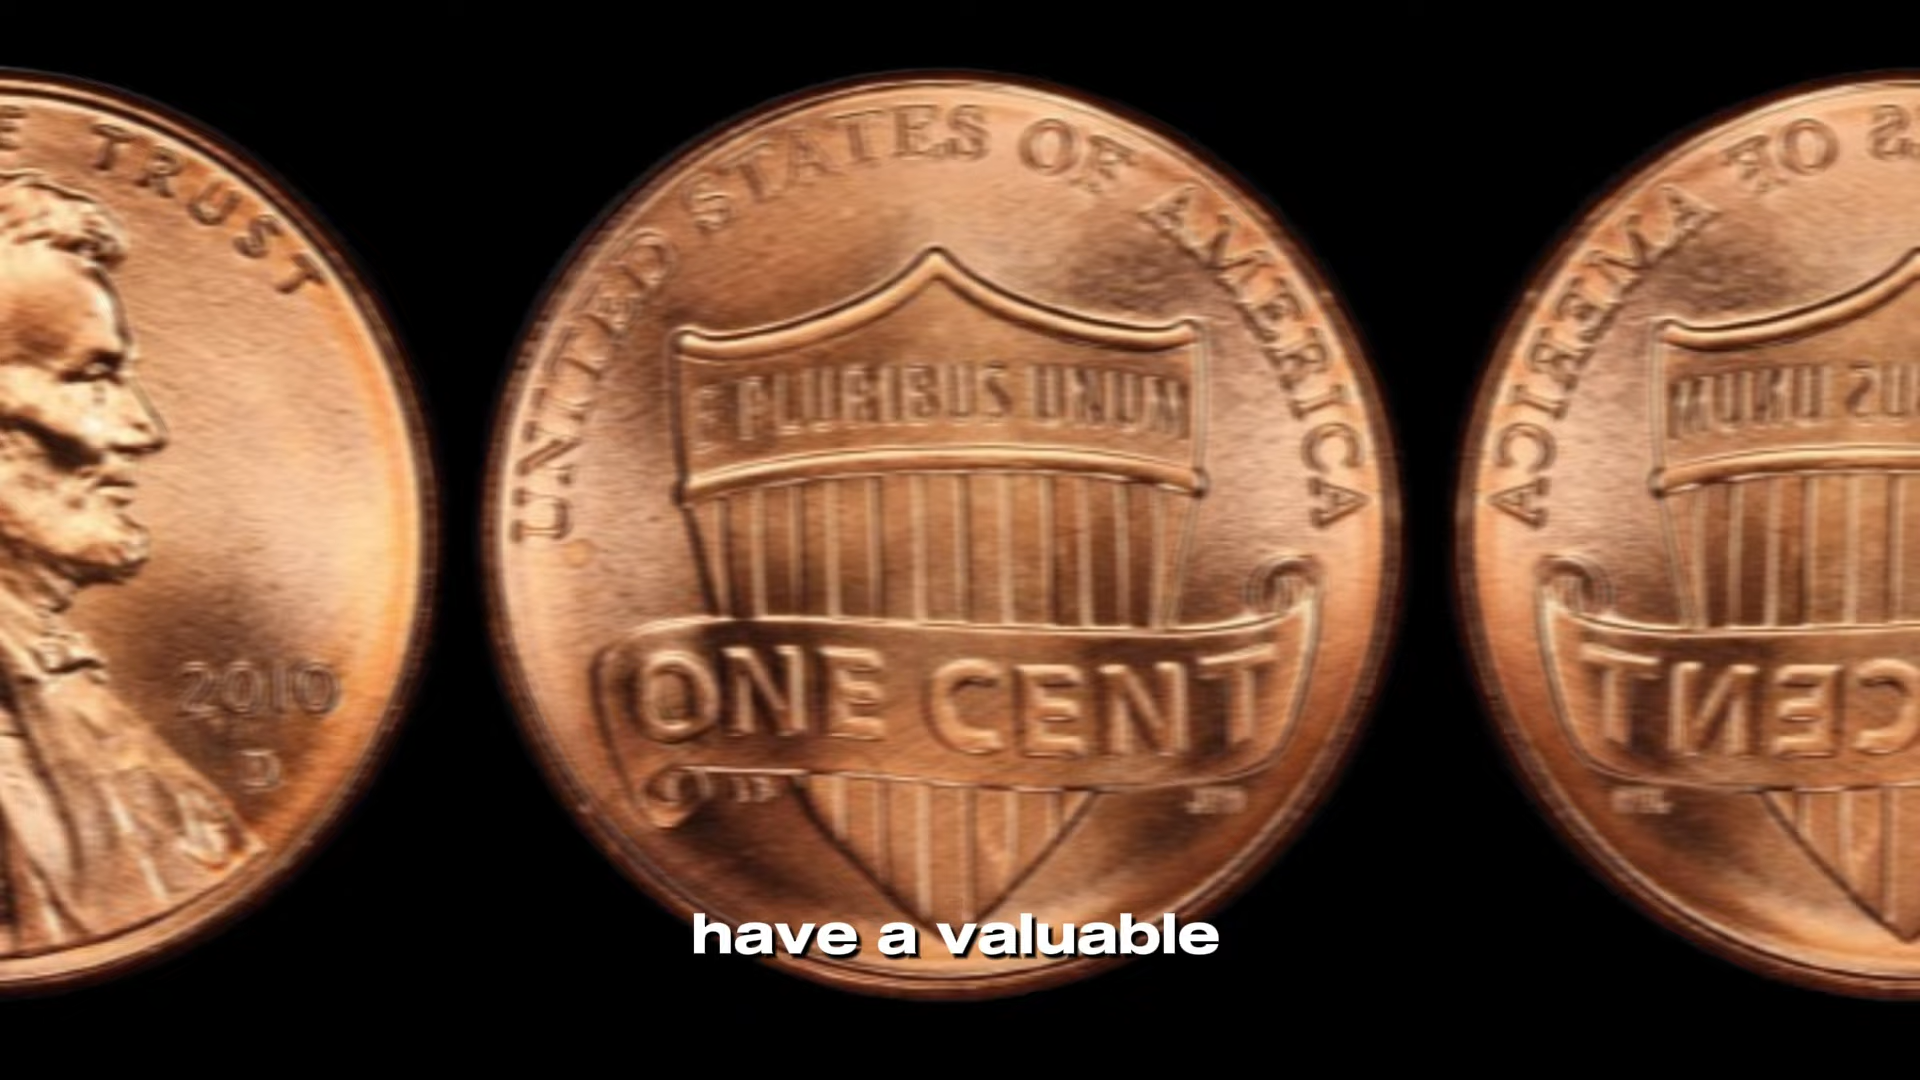 E TRUST
2010
D
UNITED STATES OF AMERICA
E PLURIBUS UNUM
ONE CENT
have a valuable